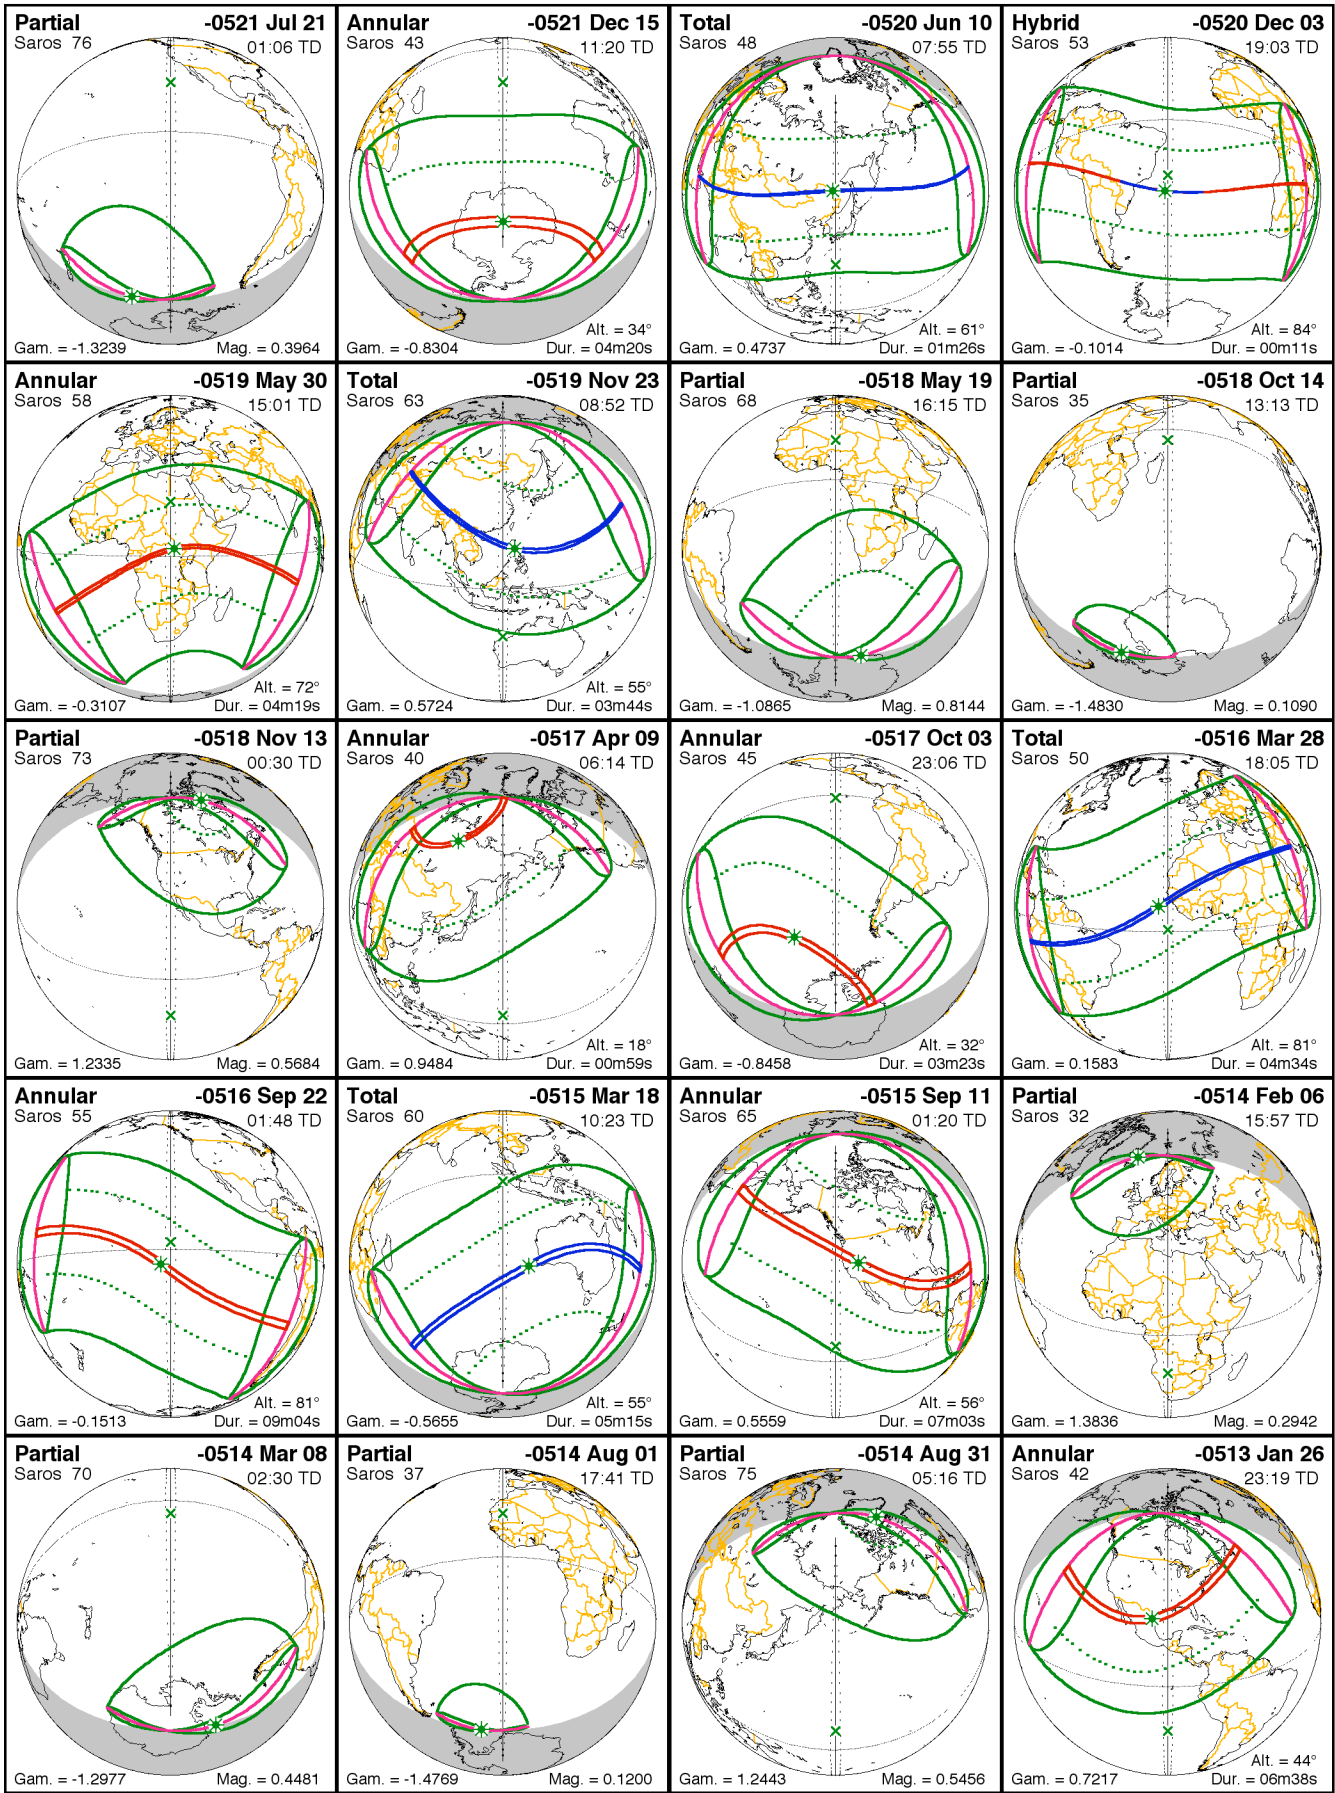 Partial -0521 Jul 21
Saros 76 01:06 TD
Gam. = -1.3239 Mag. = 0.3964
Annular -0521 Dec 15
Saros 43 11:20 TD
Alt. = 34°
Gam. = -0.8304 Dur. = 04m20s
Total -0520 Jun 10
Saros 48 07:55 TD
Alt. = 61°
Gam. = 0.4737 Dur. = 01m26s
Hybrid -0520 Dec 03
Saros 53 19:03 TD
Alt. = 84°
Gam. = -0.1014 Dur. = 00m11s
Annular -0519 May 30
Saros 58 15:01 TD
Alt. = 72°
Gam. = -0.3107 Dur. = 04m19s
Total -0519 Nov 23
Saros 63 08:52 TD
Alt. = 55°
Gam. = 0.5724 Dur. = 03m44s
Partial -0518 May 19
Saros 68 16:15 TD
Gam. = -1.0865 Mag. = 0.8144
Partial -0518 Oct 14
Saros 35 13:13 TD
Gam. = -1.4830 Mag. = 0.1090
Partial -0518 Nov 13
Saros 73 00:30 TD
Gam. = 1.2335 Mag. = 0.5684
Annular -0517 Apr 09
Saros 40 06:14 TD
Alt. = 18°
Gam. = 0.9484 Dur. = 00m59s
Annular -0517 Oct 03
Saros 45 23:06 TD
Alt. = 32°
Gam. = -0.8458 Dur. = 03m23s
Total -0516 Mar 28
Saros 50 18:05 TD
Alt. = 81°
Gam. = 0.1583 Dur. = 04m34s
Annular -0516 Sep 22
Saros 55 01:48 TD
Alt. = 81°
Gam. = -0.1513 Dur. = 09m04s
Total -0515 Mar 18
Saros 60 10:23 TD
Alt. = 55°
Gam. = -0.5655 Dur. = 05m15s
Annular -0515 Sep 11
Saros 65 01:20 TD
Alt. = 56°
Gam. = 0.5559 Dur. = 07m03s
Partial -0514 Feb 06
Saros 32 15:57 TD
Gam. = 1.3836 Mag. = 0.2942
Partial -0514 Mar 08
Saros 70 02:30 TD
Gam. = -1.2977 Mag. = 0.4481
Partial -0514 Aug 01
Saros 37 17:41 TD
Gam. = -1.4769 Mag. = 0.1200
Partial -0514 Aug 31
Saros 75 05:16 TD
Gam. = 1.2443 Mag. = 0.5456
Annular -0513 Jan 26
Saros 42 23:19 TD
Alt. = 44°
Gam. = 0.7217 Dur. = 06m38s